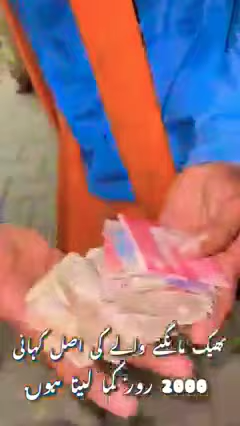 بھیک مانگنے والے کی اصل کہانی
2000 روز کما لیتا ہوں